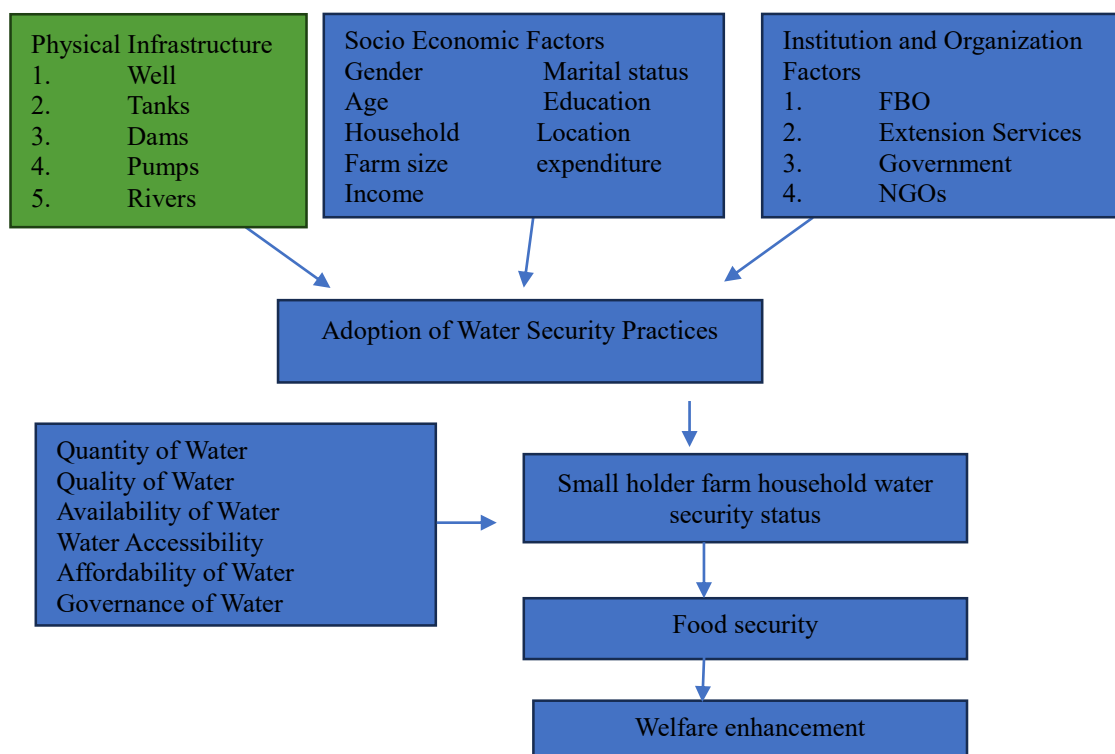 Physical Infrastructure
1. Well
2. Tanks
3. Dams
4. Pumps
5. Rivers
Socio Economic Factors
Gender Marital status
Age Education
Household Location
Farm size expenditure
Income
Institution and Organization
Factors
1. FBO
2. Extension Services
3. Government
4. NGOs
Adoption of Water Security Practices
Quantity of Water
Quality of Water
Availability of Water
Water Accessibility
Affordability of Water
Governance of Water
Small holder farm household water
security status
Food security
Welfare enhancement